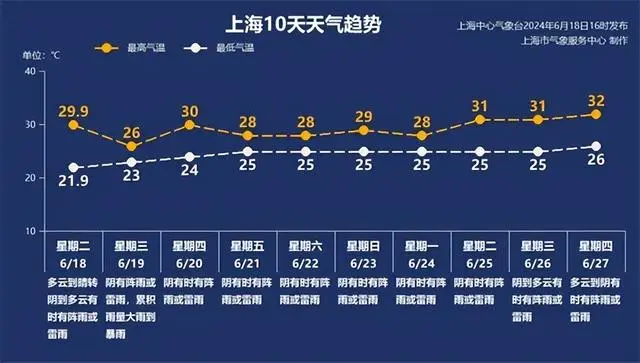 上海10天天气趋势
上海中心气象台2024年6月18日16时发布
上海市气象服务中心 制作
单位：℃
最高气温 最低气温
40
30
20
10
29.9 26 30 28 28 29 28 31 31 32
21.9 23 24 25 25 25 25 25 25 26
星期二 星期三 星期四 星期五 星期六 星期日 星期一 星期二 星期三 星期四
6/18 6/19 6/20 6/21 6/22 6/23 6/24 6/25 6/26 6/27
多云到晴转
阴到多云有
时有阵雨或
雷雨
阴有阵雨或
雷雨，累积
雨量大雨到
暴雨
阴有时有阵
雨或雷雨
阴有时有阵
雨或雷雨
阴有时有阵
雨或雷雨
阴有时有阵
雨或雷雨
阴有时有阵
雨或雷雨
阴有时有阵
雨或雷雨
阴到多云有
时有阵雨或
雷雨
多云到阴有
时有阵雨或
雷雨